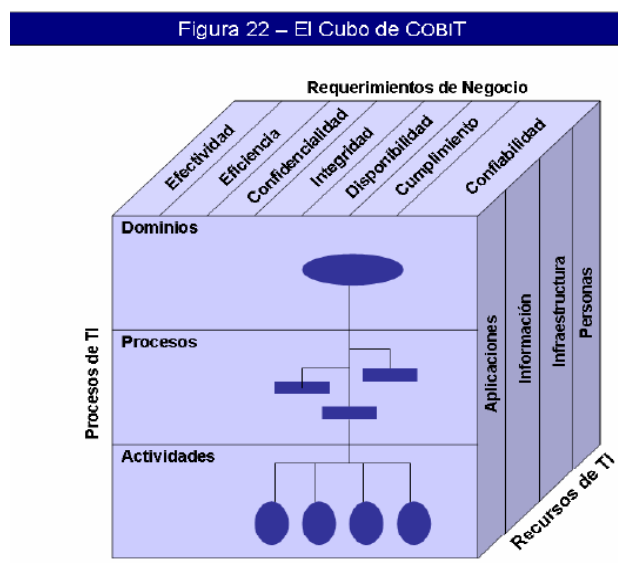 Figura 22 – El Cubo de COBIT
Requerimientos de Negocio
Efectividad
Eficiencia
Confidencialidad
Integridad
Disponibilidad
Cumplimiento
Confiabilidad
Procesos de TI
Dominios
Procesos
Actividades
Aplicaciones
Información
Infraestructura
Personas
Recursos de TI